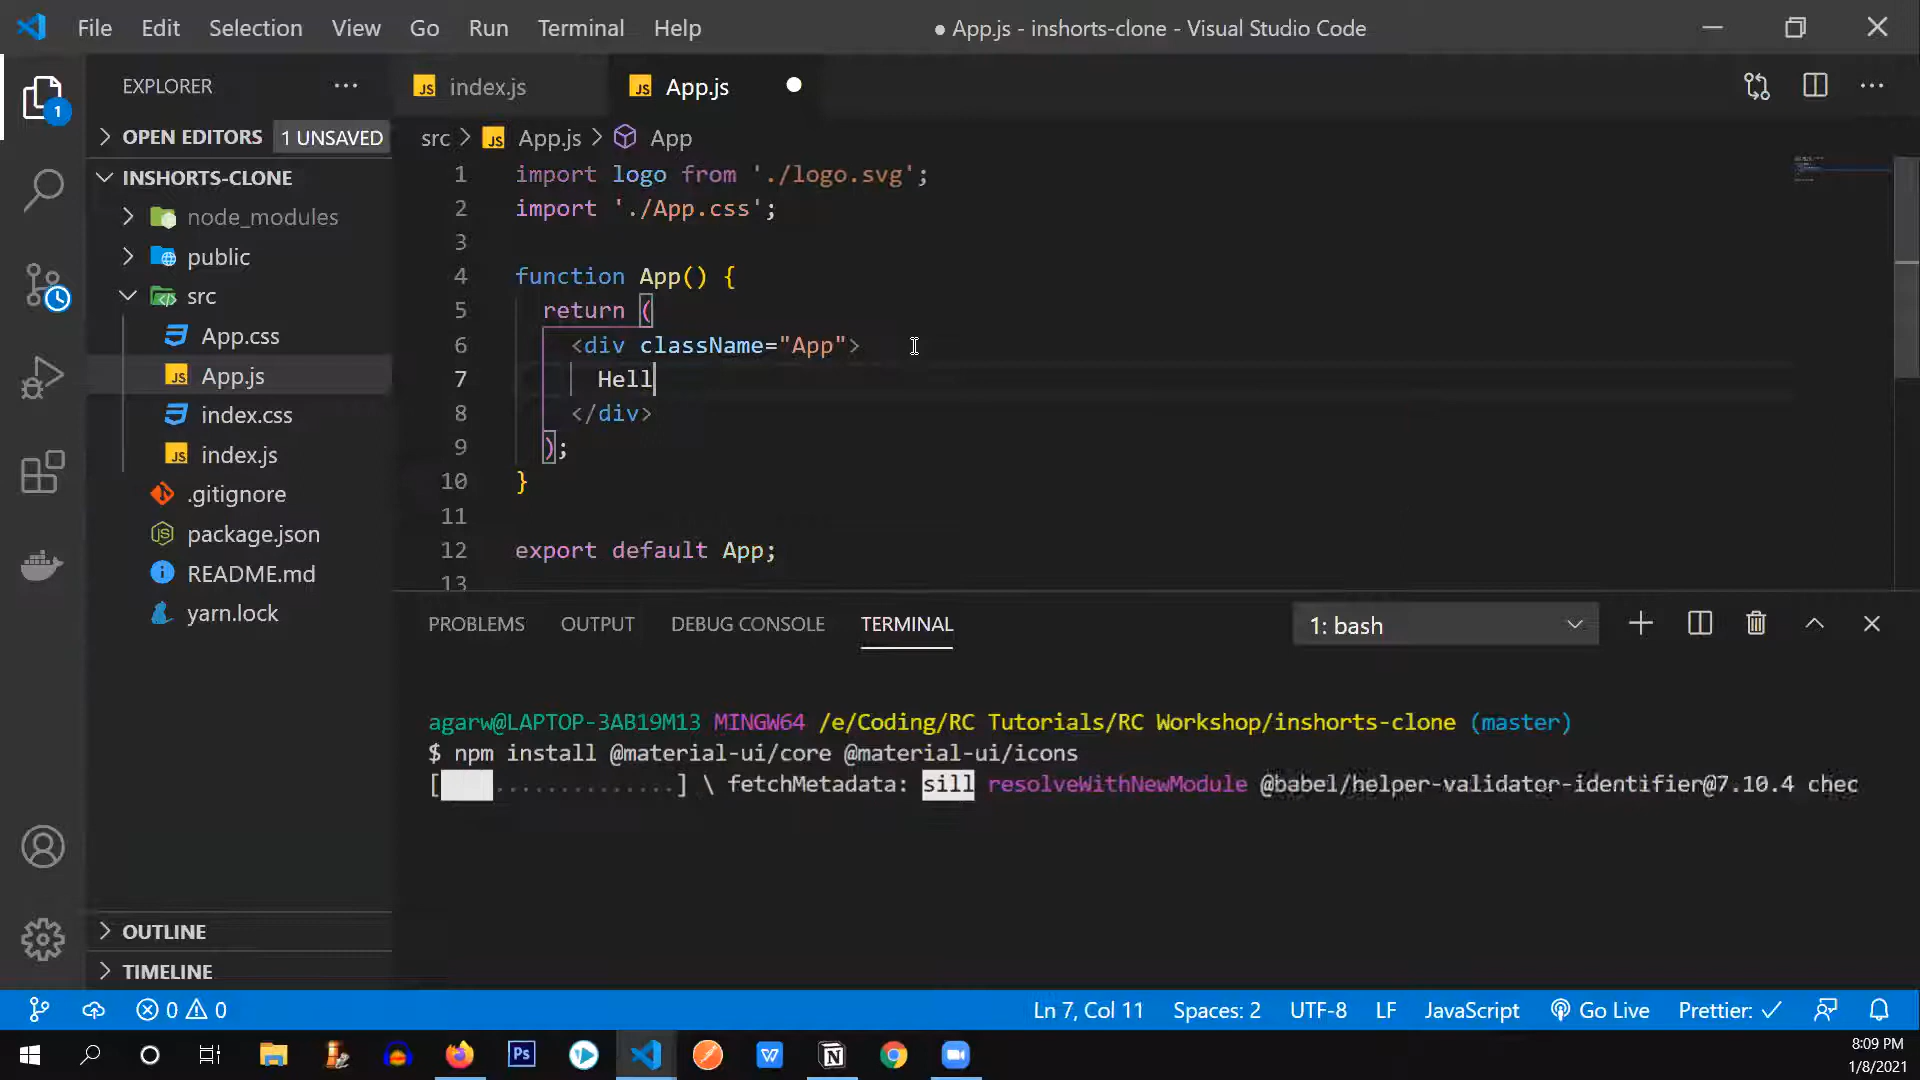 File Edit Selection View Go Run Terminal Help
● App.js - inshorts-clone - Visual Studio Code
EXPLORER
JS index.js
JS App.js
1
OPEN EDITORS 1 UNSAVED
src > JS App.js > App
INSHORTS-CLONE
node_modules
public
src
App.css
JS App.js
index.css
JS index.js
.gitignore
package.json
README.md
yarn.lock
OUTLINE
TIMELINE
1 import logo from './logo.svg';
2 import './App.css';
3
4 function App() {
5 return (
6 <div className="App">
7 Hell
8 </div>
9 );
10 }
11
12 export default App;
13
PROBLEMS OUTPUT DEBUG CONSOLE TERMINAL
1: bash
agarw@LAPTOP-3AB19M13 MINGW64 /e/Coding/RC Tutorials/RC Workshop/inshorts-clone (master)
$ npm install @material-ui/core @material-ui/icons
[ ..............] \ fetchMetadata: sill resolveWithNewModule @babel/helper-validator-identifier@7.10.4 chec
0 0
Ln 7, Col 11 Spaces: 2 UTF-8 LF JavaScript Go Live Prettier: ✓
Ps
W
N
8:09 PM
1/8/2021